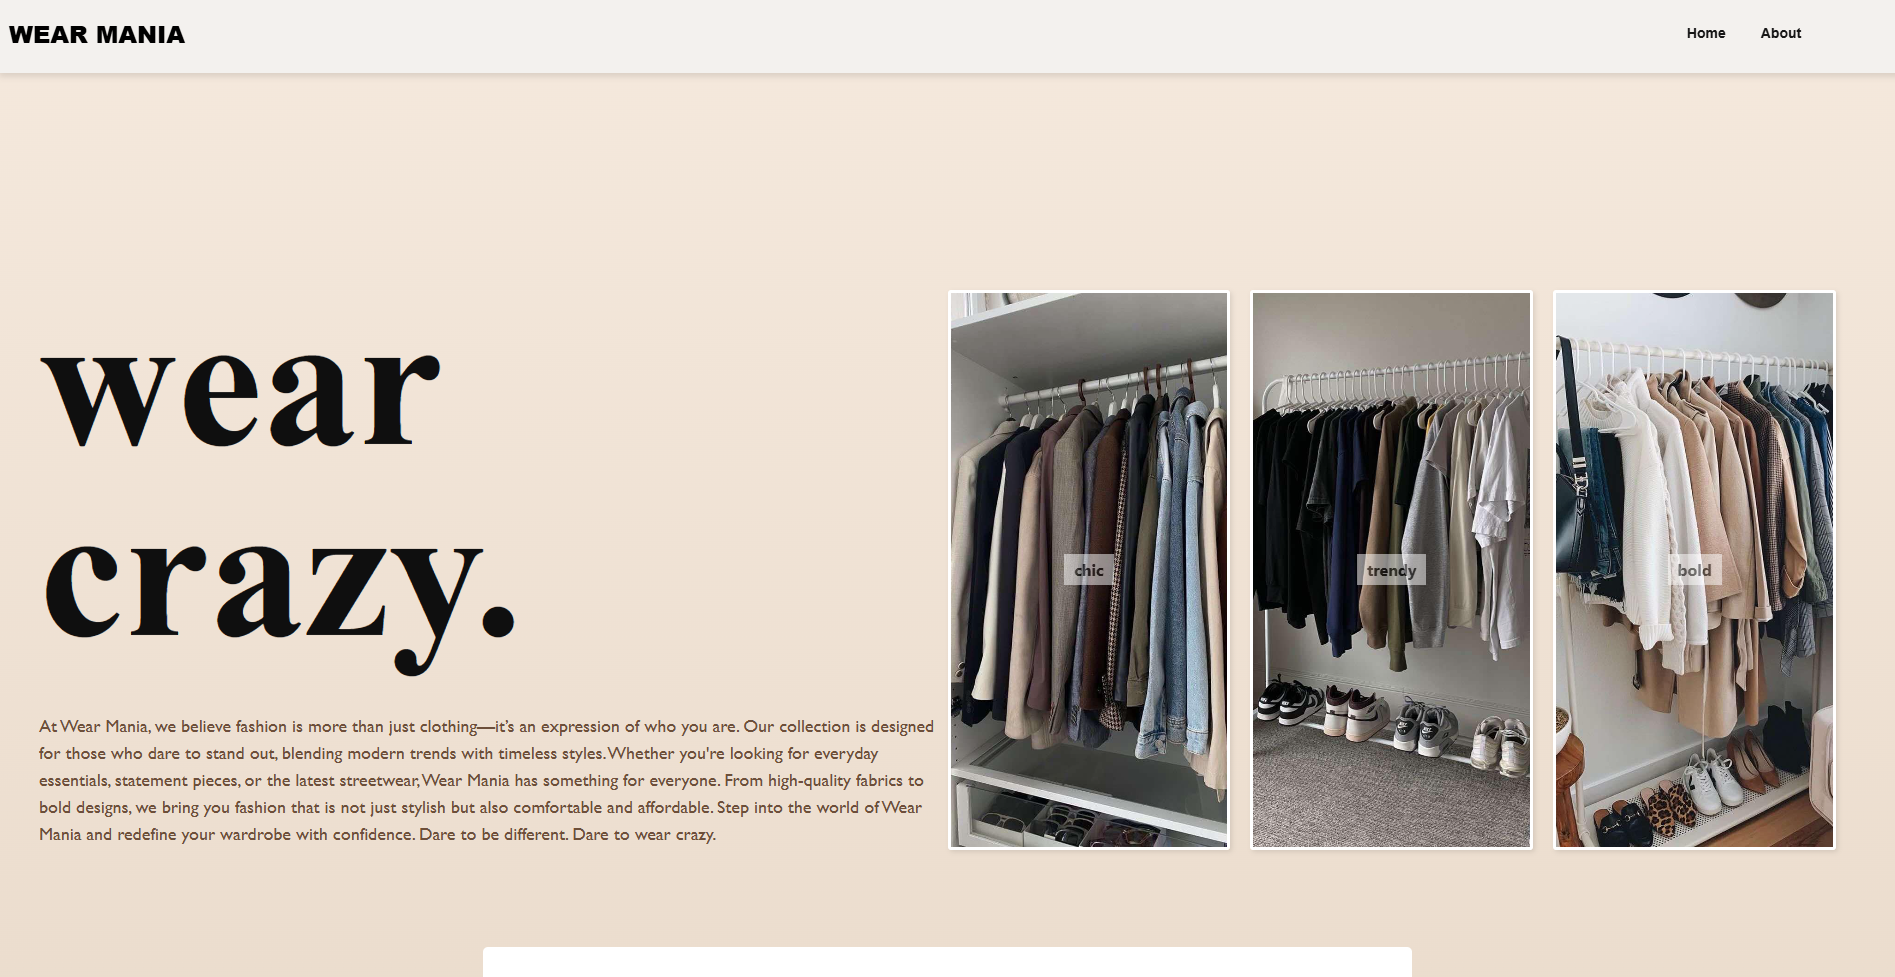 WEAR MANIA
Home About
wear
crazy.
At Wear Mania, we believe fashion is more than just clothing—it’s an expression of who you are. Our collection is designed
for those who dare to stand out, blending modern trends with timeless styles. Whether you're looking for everyday
essentials, statement pieces, or the latest streetwear, Wear Mania has something for everyone. From high-quality fabrics to
bold designs, we bring you fashion that is not just stylish but also comfortable and affordable. Step into the world of Wear
Mania and redefine your wardrobe with confidence. Dare to be different. Dare to wear crazy.
chic
trendy
bold